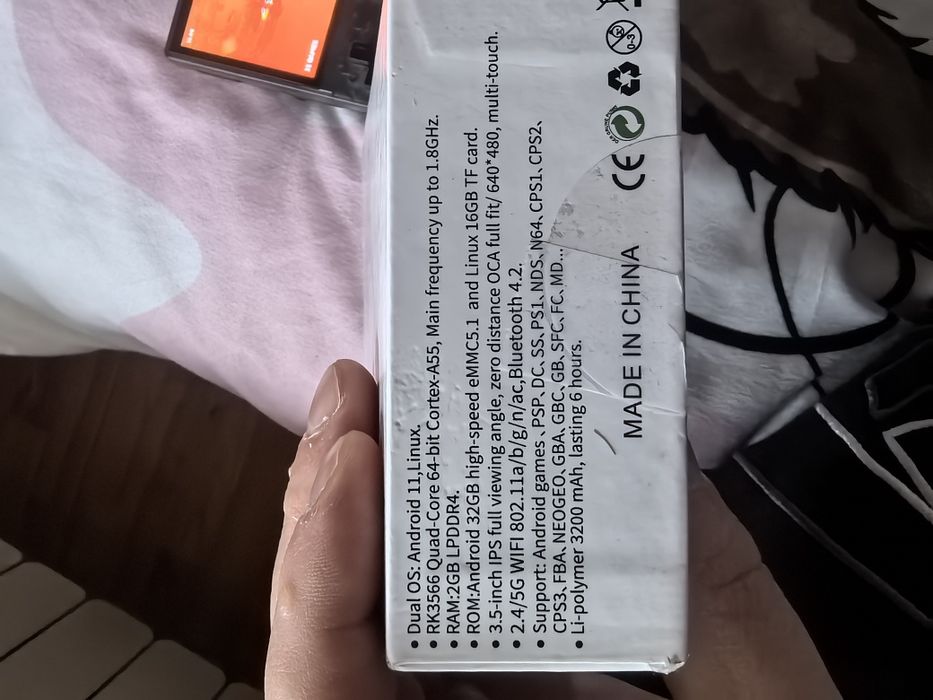 • Dual OS: Android 11,Linux.
• RK3566 Quad-Core 64-bit Cortex-A55, Main frequency up to 1.8GHz.
• RAM:2GB LPDDR4.
• ROM:Android 32GB high-speed eMMC5.1 and Linux 16GB TF card.
• 3.5-inch IPS full viewing angle, zero distance OCA full fit/ 640*480, multi-touch.
• 2.4/5G WIFI 802.11a/b/g/n/ac,Bluetooth 4.2.
• Support: Android games、PSP、DC、SS、PS1、NDS、N64、CPS1、CPS2、
CPS3、FBA、NEOGEO、GBA、GBC、GB、SFC、FC、MD...
• Li-polymer 3200 mAh, lasting 6 hours.
MADE IN CHINA
CE
0-3